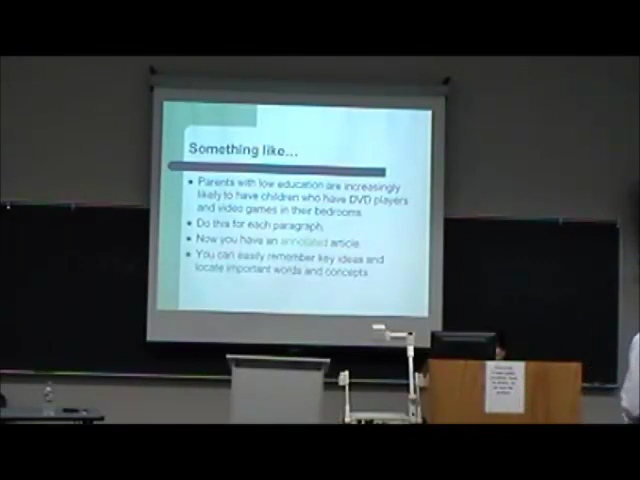 Something like...
Parents with low education are increasingly
likely to have children who have DVD players
and video games in their bedrooms.
Do this for each paragraph.
Now you have an annotated article.
You can easily remember key ideas and
locate important words and concepts